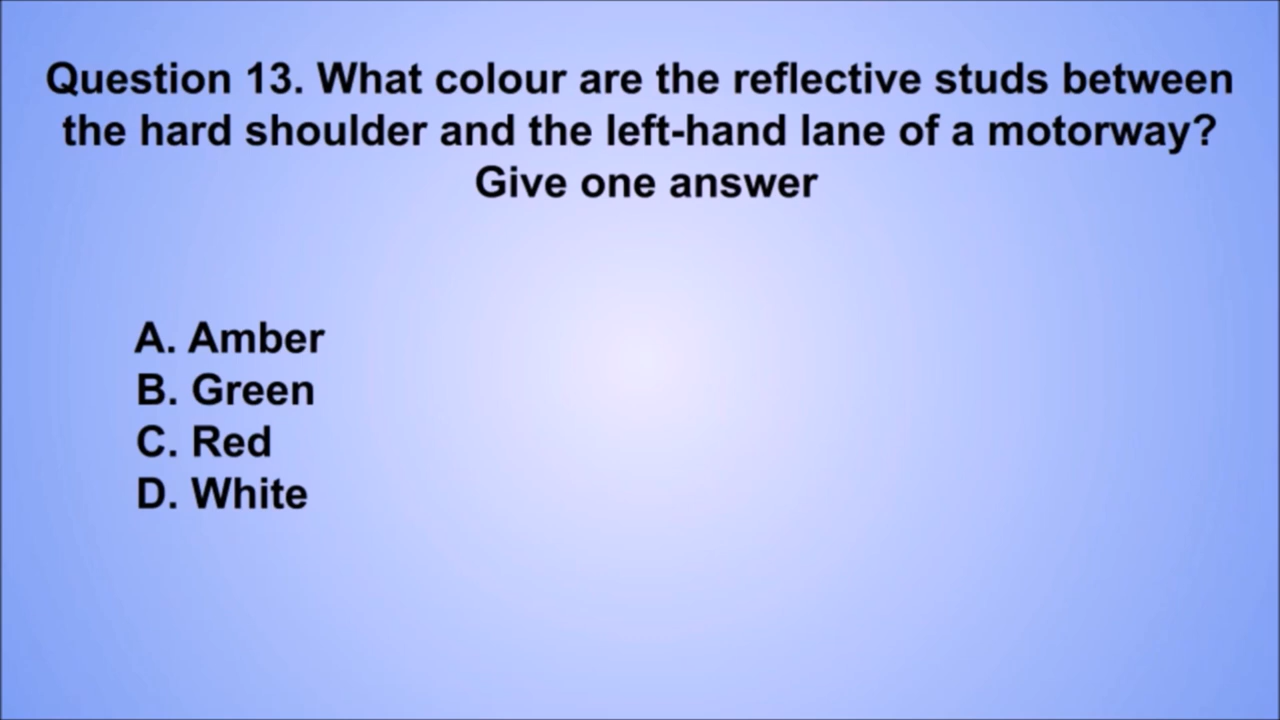 Question 13. What colour are the reflective studs between
the hard shoulder and the left-hand lane of a motorway?
Give one answer
A. Amber
B. Green
C. Red
D. White